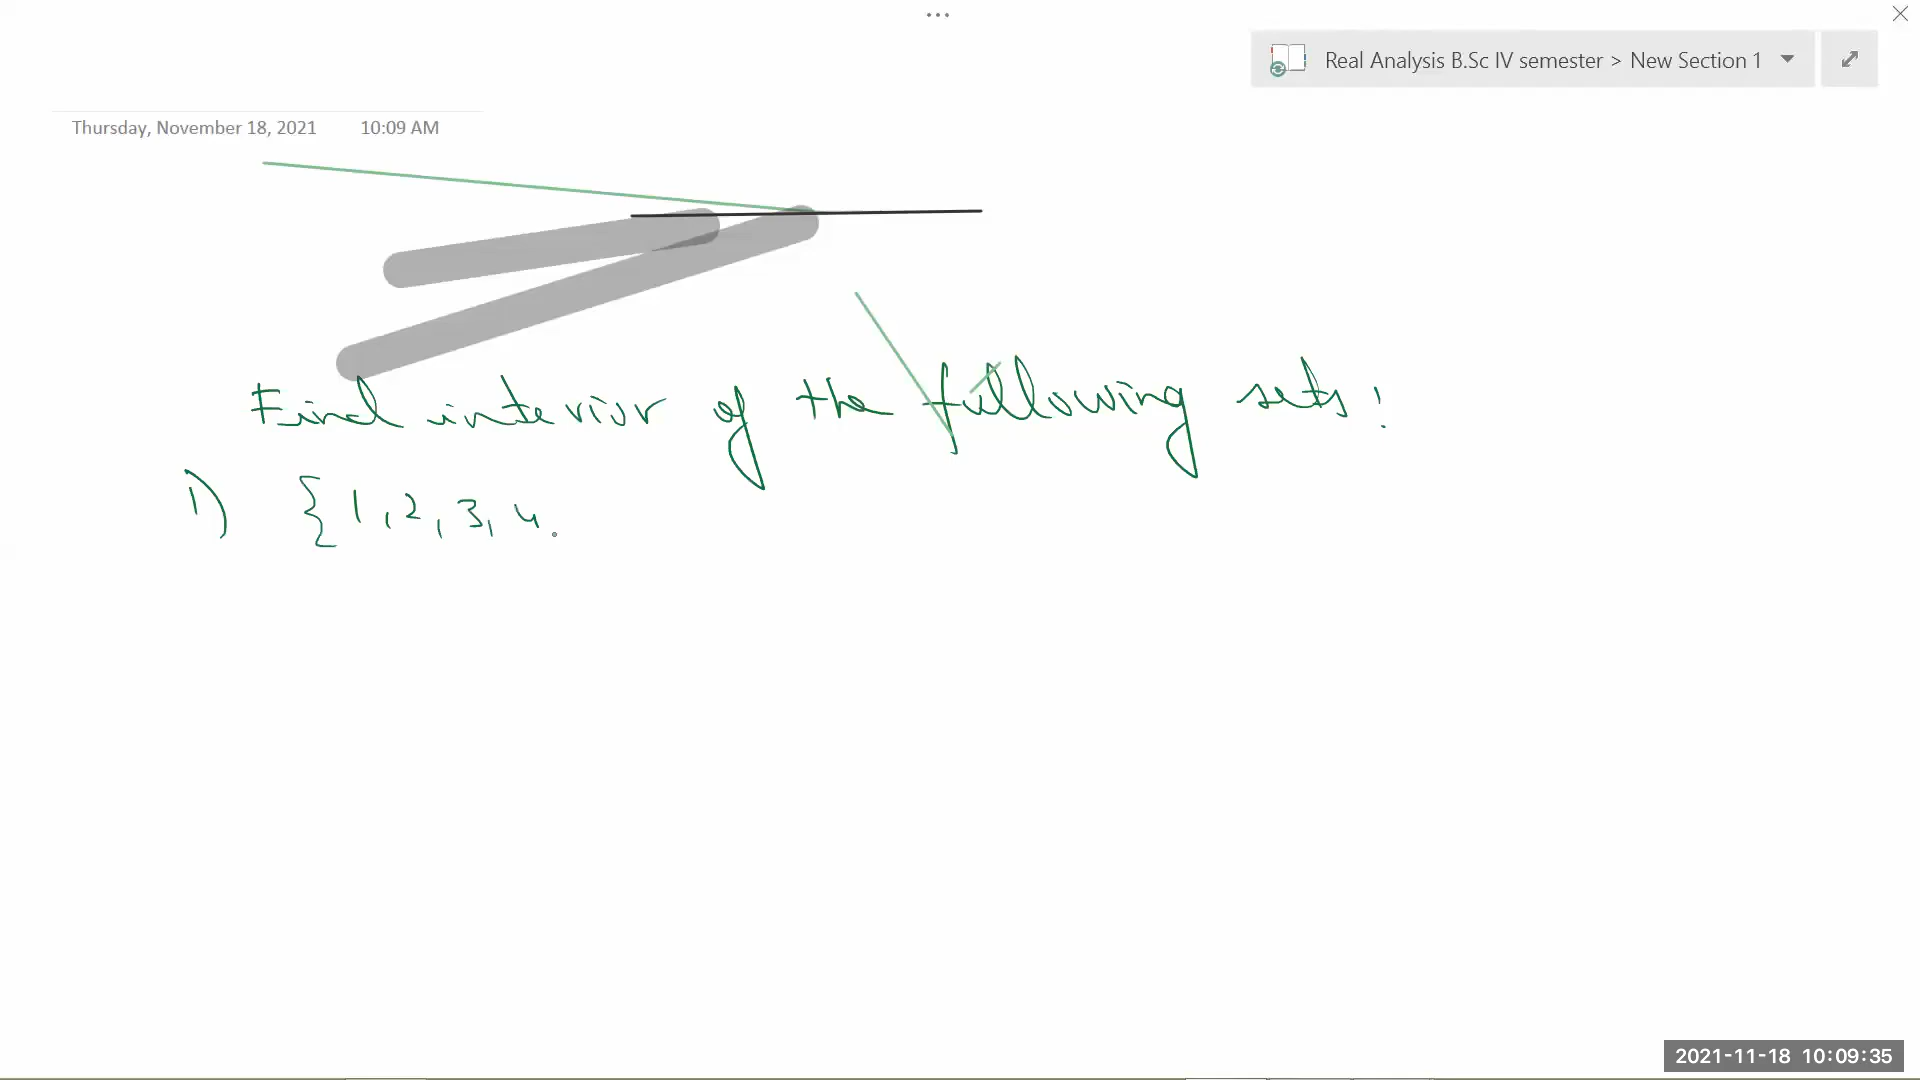 Real Analysis B.Sc IV semester > New Section 1
Thursday, November 18, 2021 10:09 AM
Find interior of the following sets:
1) { 1, 2, 3, 4.
2021-11-18 10:09:35